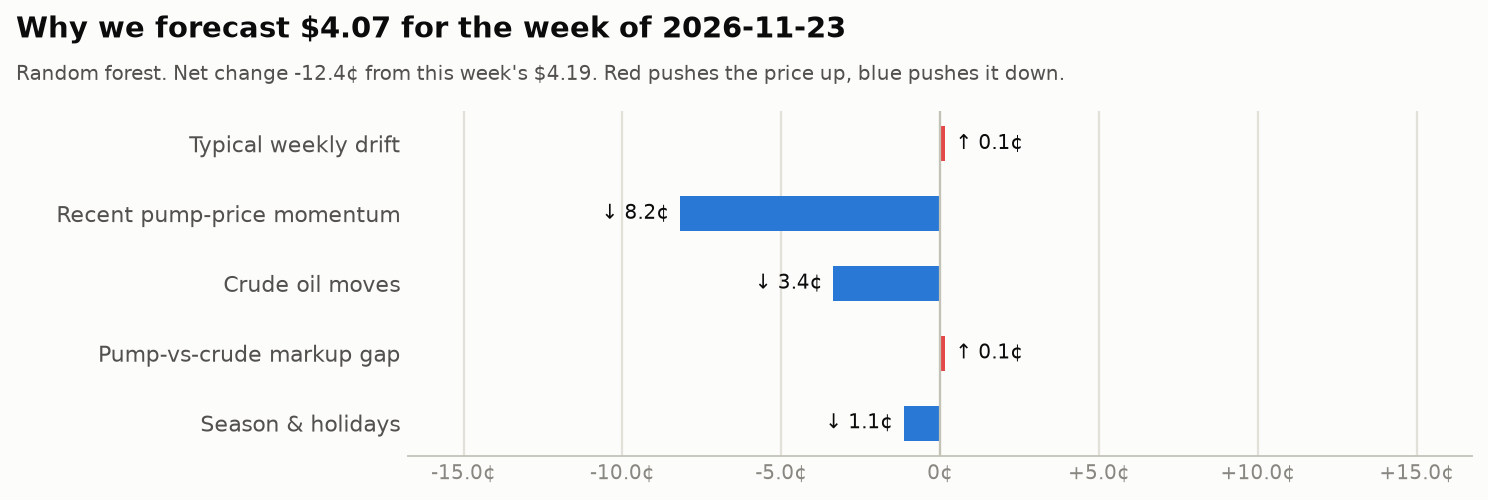 Why we forecast $4.07 for the week of 2026-11-23
Random forest. Net change -12.4¢ from this week's $4.19. Red pushes the price up, blue pushes it down.
Typical weekly drift
↑ 0.1¢
Recent pump-price momentum
↓ 8.2¢
Crude oil moves
↓ 3.4¢
Pump-vs-crude markup gap
↑ 0.1¢
Season & holidays
↓ 1.1¢
-15.0¢ -10.0¢ -5.0¢ 0¢ +5.0¢ +10.0¢ +15.0¢